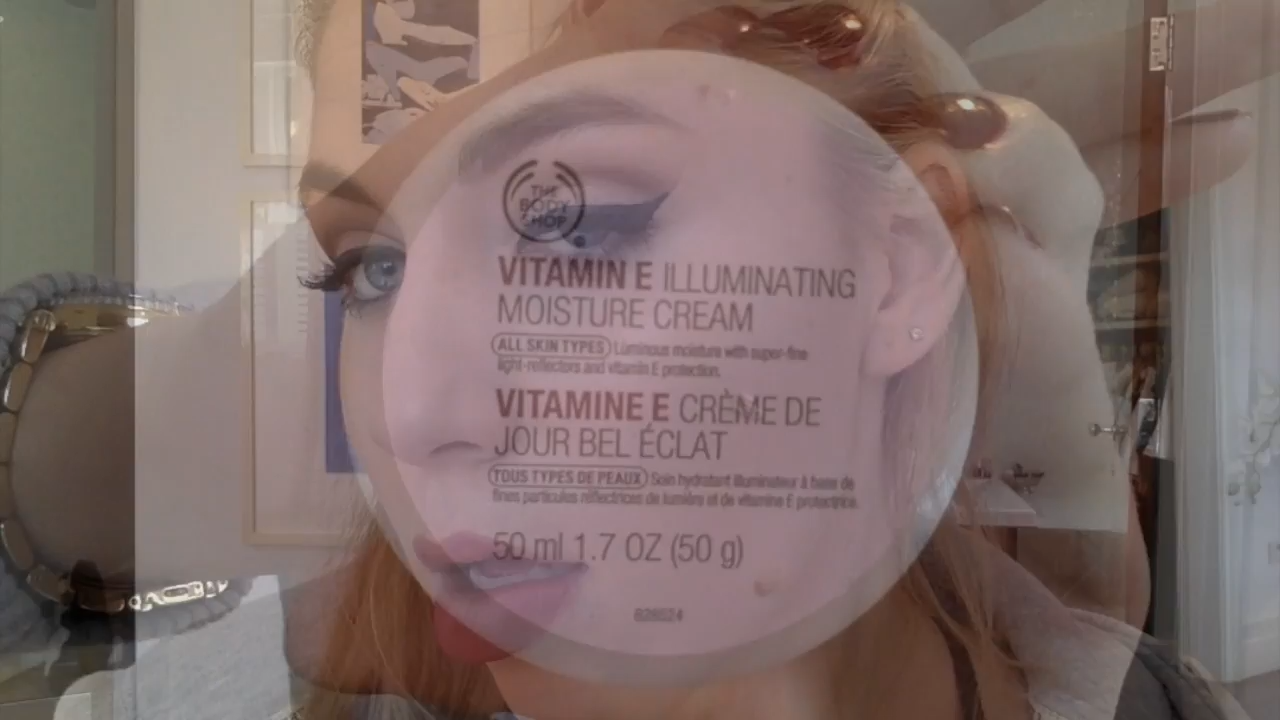 THE
BODY
SHOP
VITAMIN E ILLUMINATING
MOISTURE CREAM
ALL SKIN TYPES Luminous moisture with super-fine
light-reflectors and vitamin E protection.
VITAMINE E CRÈME DE
JOUR BEL ÉCLAT
TOUS TYPES DE PEAUX Soin hydratant illuminateur à base de
fines particules réflectrices de lumière et de vitamine E protectrice.
50 ml 1.7 OZ (50 g)